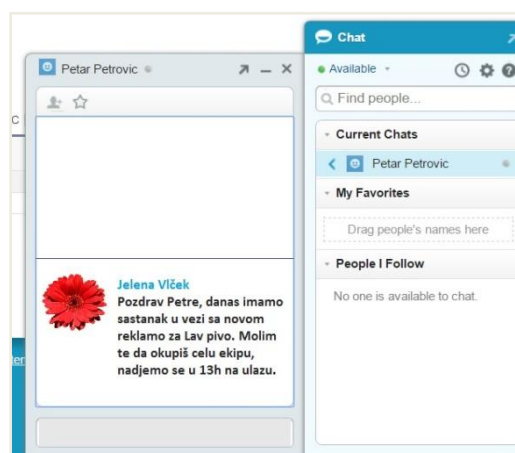 Chat
Petar Petrovic
Available
Find people...
Current Chats
Petar Petrovic
My Favorites
Drag people's names here
People I Follow
No one is available to chat.
Jelena Vlček
Pozdrav Petre, danas imamo
sastanak u vezi sa novom
reklamo za Lav pivo. Molim
te da okupiš celu ekipu,
nadjemo se u 13h na ulazu.